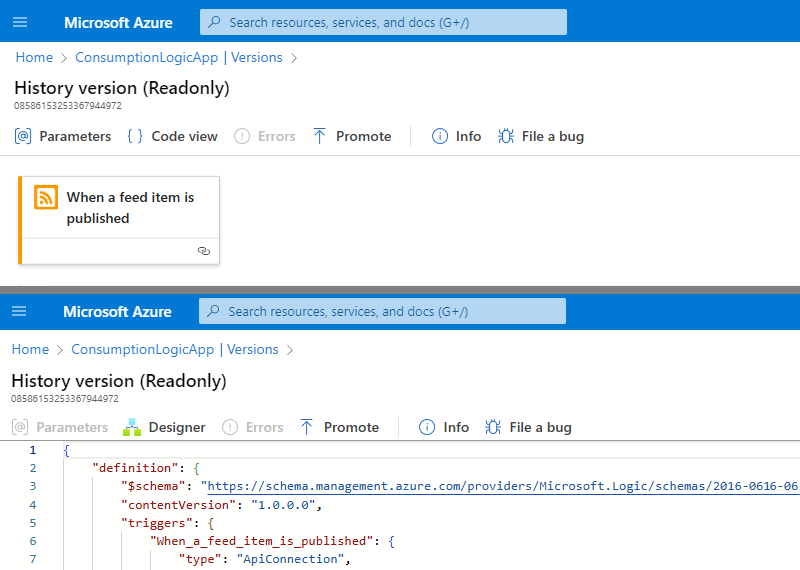 Microsoft Azure Search resources, services, and docs (G+/)
Home > ConsumptionLogicApp | Versions >
History version (Readonly)
08586153253367944972
[@] Parameters { } Code view Errors Promote Info File a bug
When a feed item is
published
Microsoft Azure Search resources, services, and docs (G+/)
Home > ConsumptionLogicApp | Versions >
History version (Readonly)
08586153253367944972
[@] Parameters Designer Errors Promote Info File a bug
1 {
2 "definition": {
3 "$schema": "https://schema.management.azure.com/providers/Microsoft.Logic/schemas/2016-0616-06
4 "contentVersion": "1.0.0.0",
5 "triggers": {
6 "When_a_feed_item_is_published": {
7 "type": "ApiConnection",